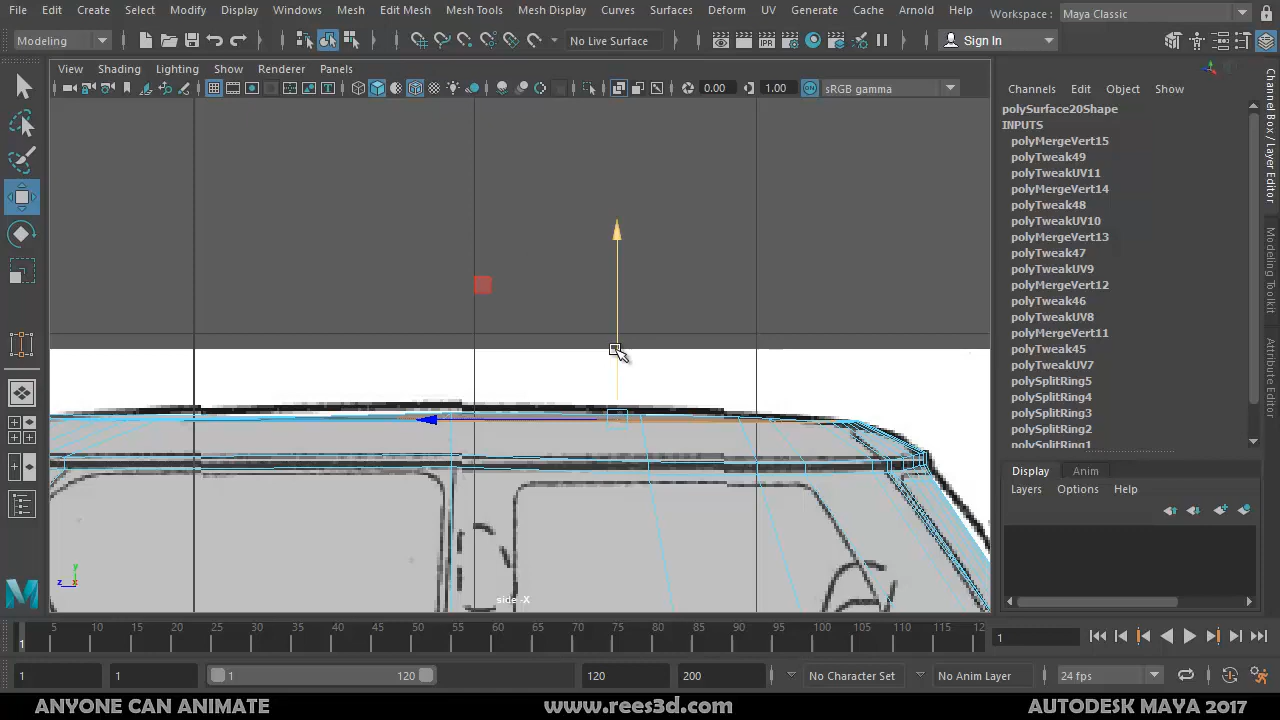 File Edit Create Select Modify Display Windows Mesh Edit Mesh Mesh Tools Mesh Display Curves Surfaces Deform UV Generate Cache Arnold Help Workspace : Maya Classic
Modeling No Live Surface Sign In
View Shading Lighting Show Renderer Panels
0.00 1.00 sRGB gamma
Channels Edit Object Show
polySurface20Shape
INPUTS
polyMergeVert15
polyTweak49
polyTweakUV11
polyMergeVert14
polyTweak48
polyTweakUV10
polyMergeVert13
polyTweak47
polyTweakUV9
polyMergeVert12
polyTweak46
polyTweakUV8
polyMergeVert11
polyTweak45
polyTweakUV7
polySplitRing5
polySplitRing4
polySplitRing3
polySplitRing2
polySplitRing1
Channel Box / Layer Editor
Modeling Toolkit
Attribute Editor
Display Anim
Layers Options Help
y
z x
side -X
5 10 15 20 25 30 35 40 45 50 55 60 65 70 75 80 85 90 95 100 105 110 115 12
1
1
1 1 1 120 120 200 No Character Set No Anim Layer 24 fps
ANYONE CAN ANIMATE www.rees3d.com AUTODESK MAYA 2017